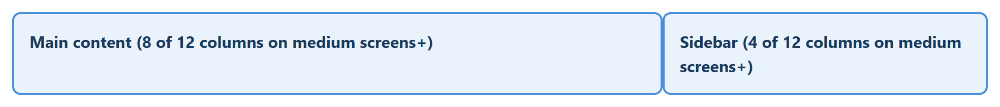 Main content (8 of 12 columns on medium screens+)
Sidebar (4 of 12 columns on medium
screens+)